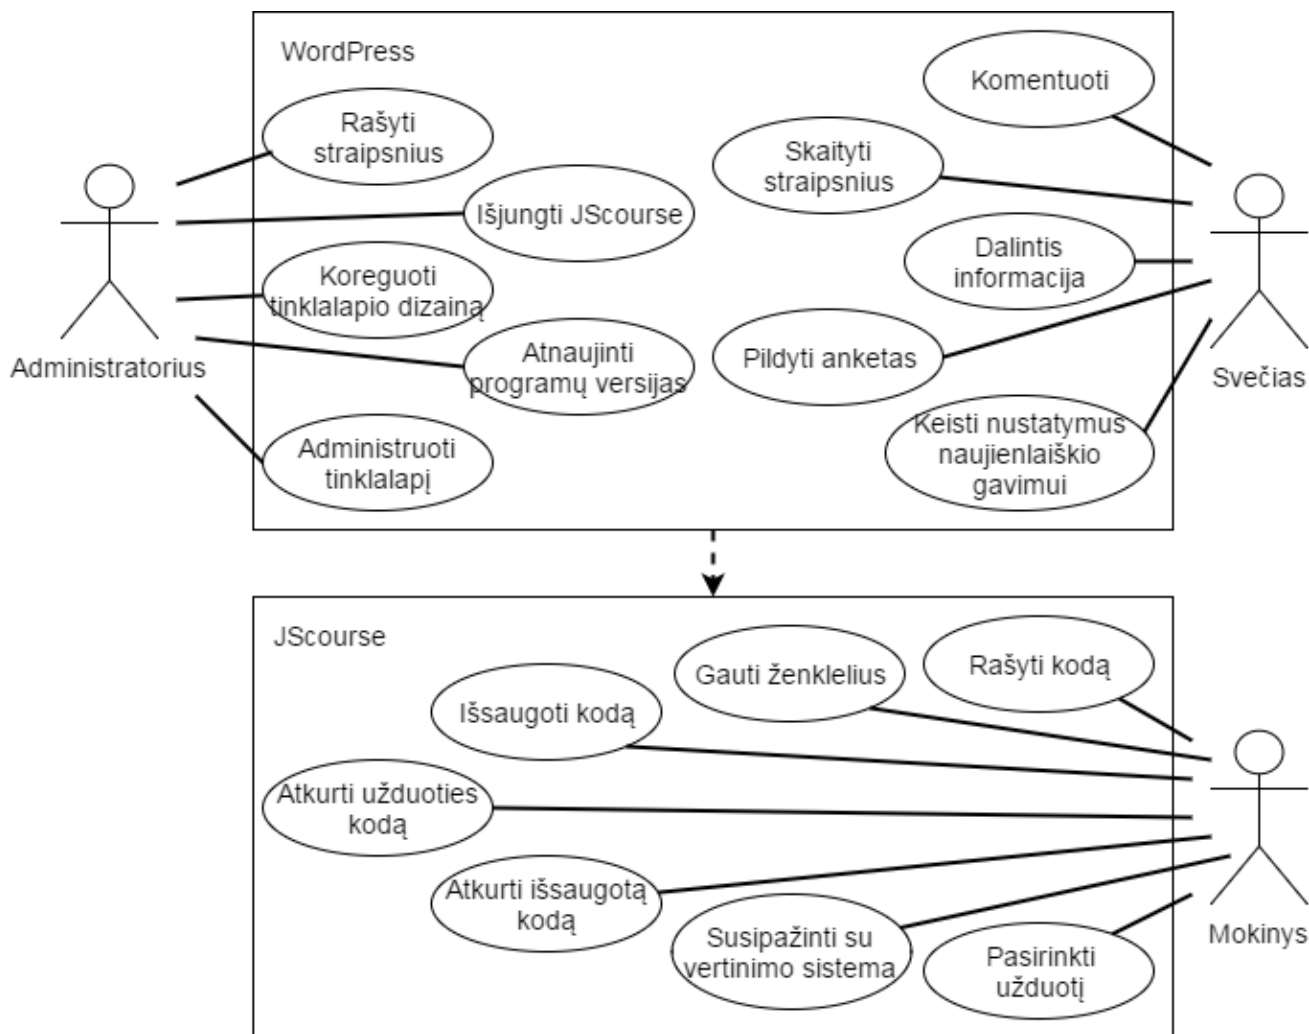 WordPress
Komentuoti
Rašyti
straipsnius
Skaityti
straipsnius
Išjungti JScourse
Dalintis
informacija
Koreguoti
tinklalapio dizainą
Administratorius
Atnaujinti
programų versijas
Pildyti anketas
Svečias
Keisti nustatymus
naujienlaiškio
gavimui
Administruoti
tinklalapį
JScourse
Gauti ženklelius
Rašyti kodą
Išsaugoti kodą
Atkurti užduoties
kodą
Atkurti išsaugotą
kodą
Susipažinti su
vertinimo sistema
Pasirinkti
užduotį
Mokinys